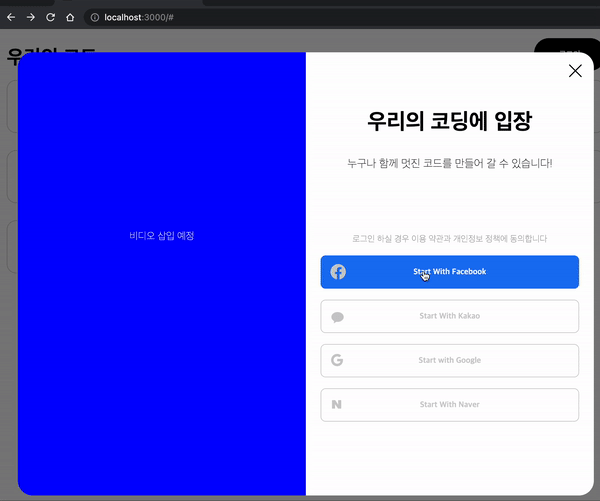 localhost:3000/#
우리의 코드
비디오 삽입 예정
우리의 코딩에 입장
누구나 함께 멋진 코드를 만들어 갈 수 있습니다!
로그인 하실 경우 이용 약관과 개인정보 정책에 동의합니다
Start With Facebook
Start With Kakao
Start with Google
Start With Naver